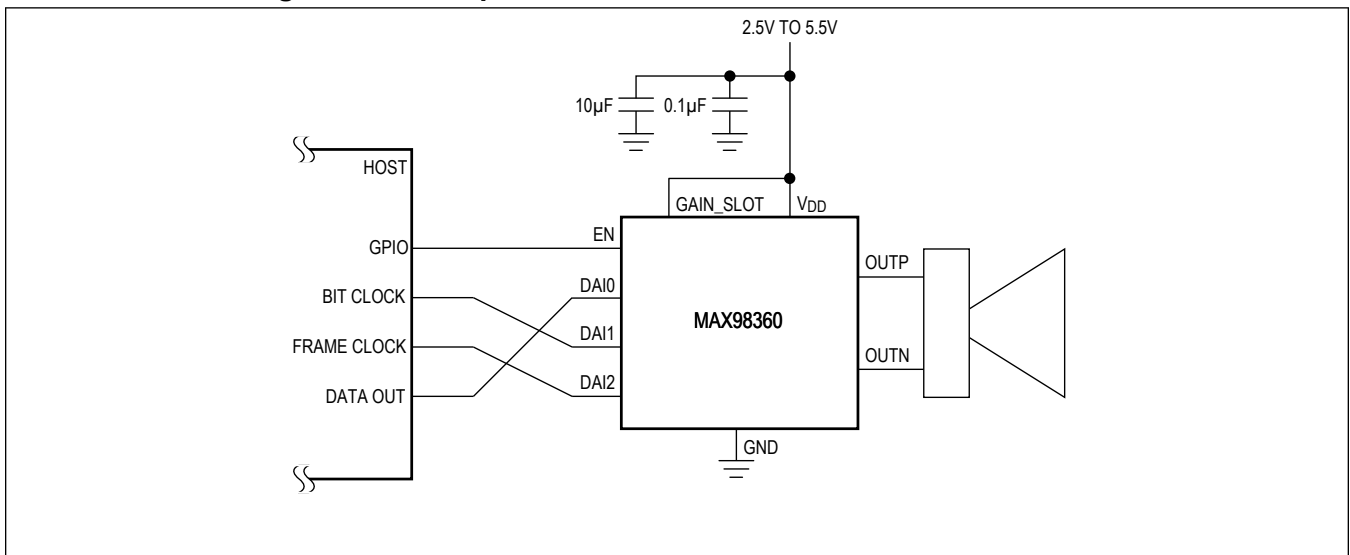 2.5V TO 5.5V
10µF
0.1µF
HOST
GAIN_SLOT
VDD
GPIO
EN
BIT CLOCK
DAI0
FRAME CLOCK
DAI1
DATA OUT
DAI2
MAX98360
OUTP
OUTN
GND